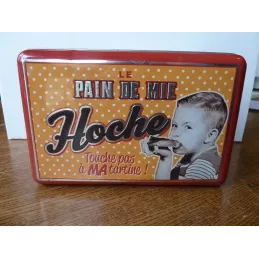 LE
PAIN DE MIE
Hoche
Touche pas
à MA tartine !